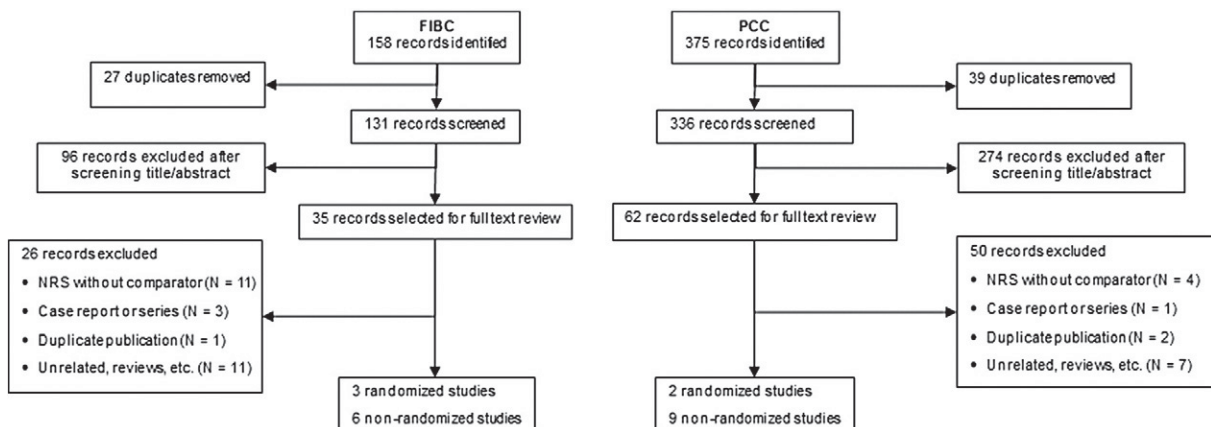 FIBC
158 records identifed
27 duplicates removed
131 records screened
96 records excluded after
screening title/abstract
35 records selected for full text review
26 records excluded
• NRS without comparator (N = 11)
• Case report or series (N = 3)
• Duplicate publication (N = 1)
• Unrelated, reviews, etc. (N = 11)
3 randomized studies
6 non-randomized studies
PCC
375 records identifed
39 duplicates removed
336 records screened
274 records excluded after
screening title/abstract
62 records selected for full text review
50 records excluded
• NRS without comparator (N = 4)
• Case report or series (N = 1)
• Duplicate publication (N = 2)
• Unrelated, reviews, etc. (N = 7)
2 randomized studies
9 non-randomized studies